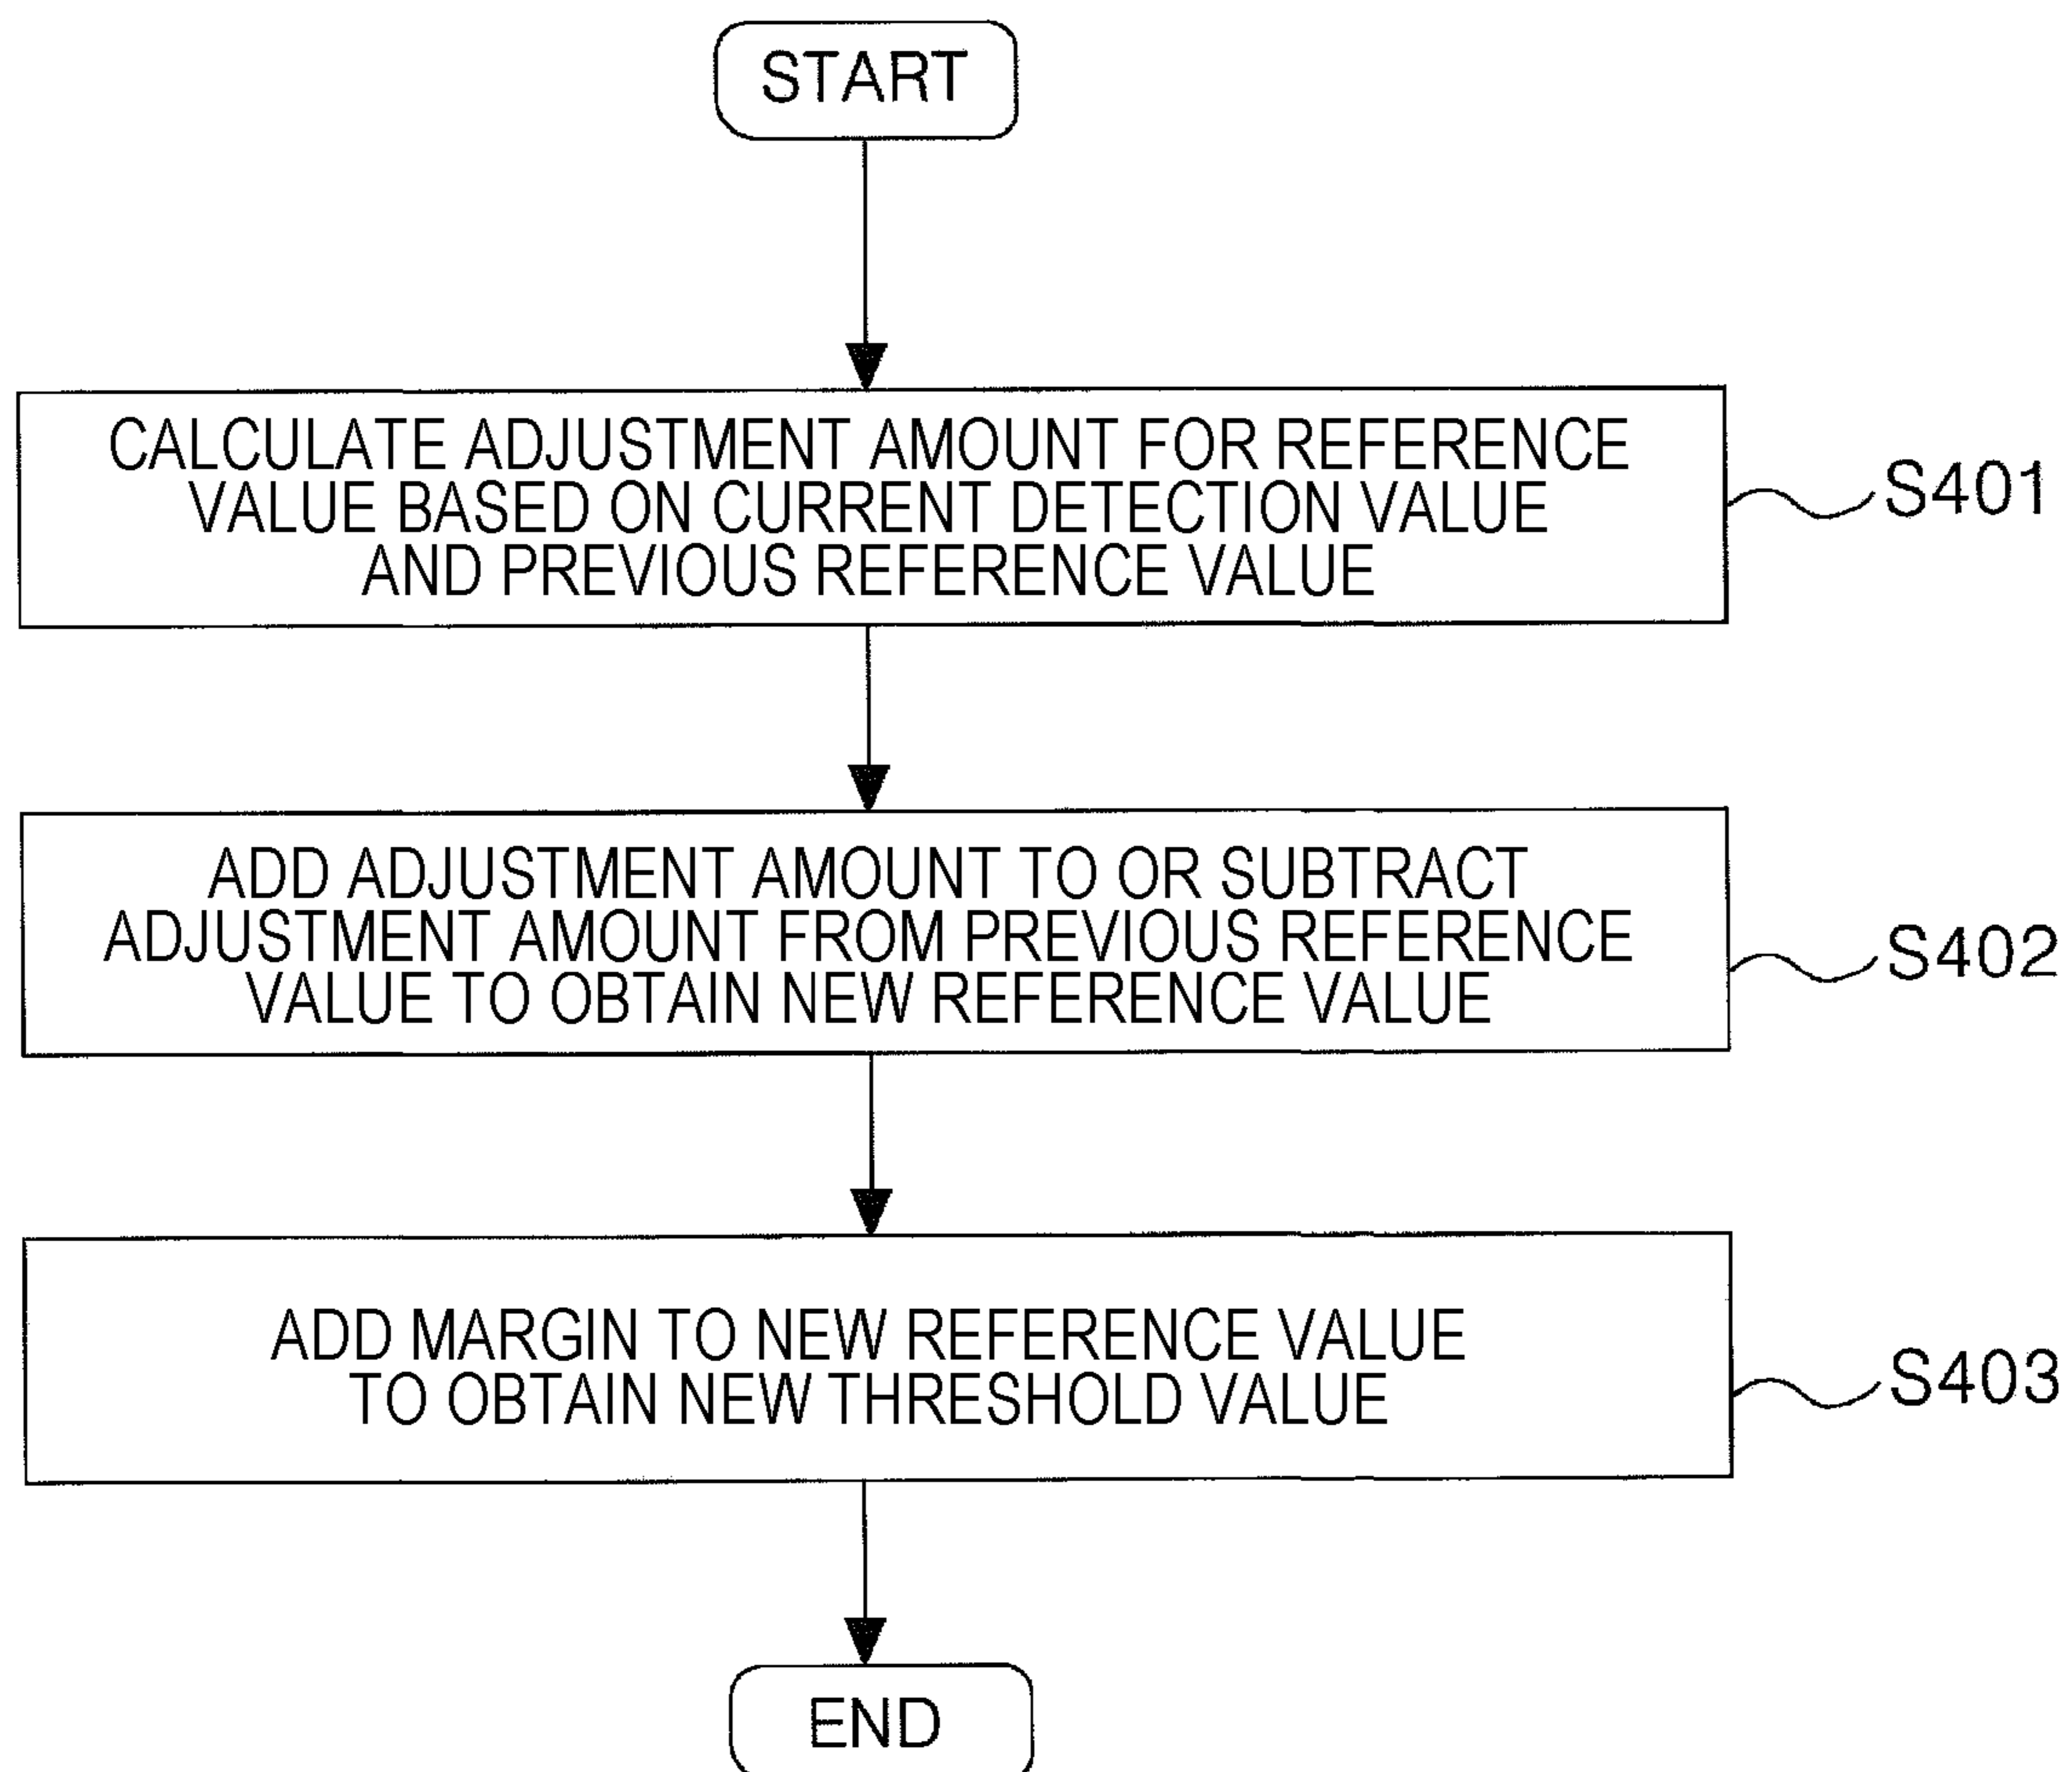 START
CALCULATE ADJUSTMENT AMOUNT FOR REFERENCE
VALUE BASED ON CURRENT DETECTION VALUE
AND PREVIOUS REFERENCE VALUE
S401
ADD ADJUSTMENT AMOUNT TO OR SUBTRACT
ADJUSTMENT AMOUNT FROM PREVIOUS REFERENCE
VALUE TO OBTAIN NEW REFERENCE VALUE
S402
ADD MARGIN TO NEW REFERENCE VALUE
TO OBTAIN NEW THRESHOLD VALUE
S403
END